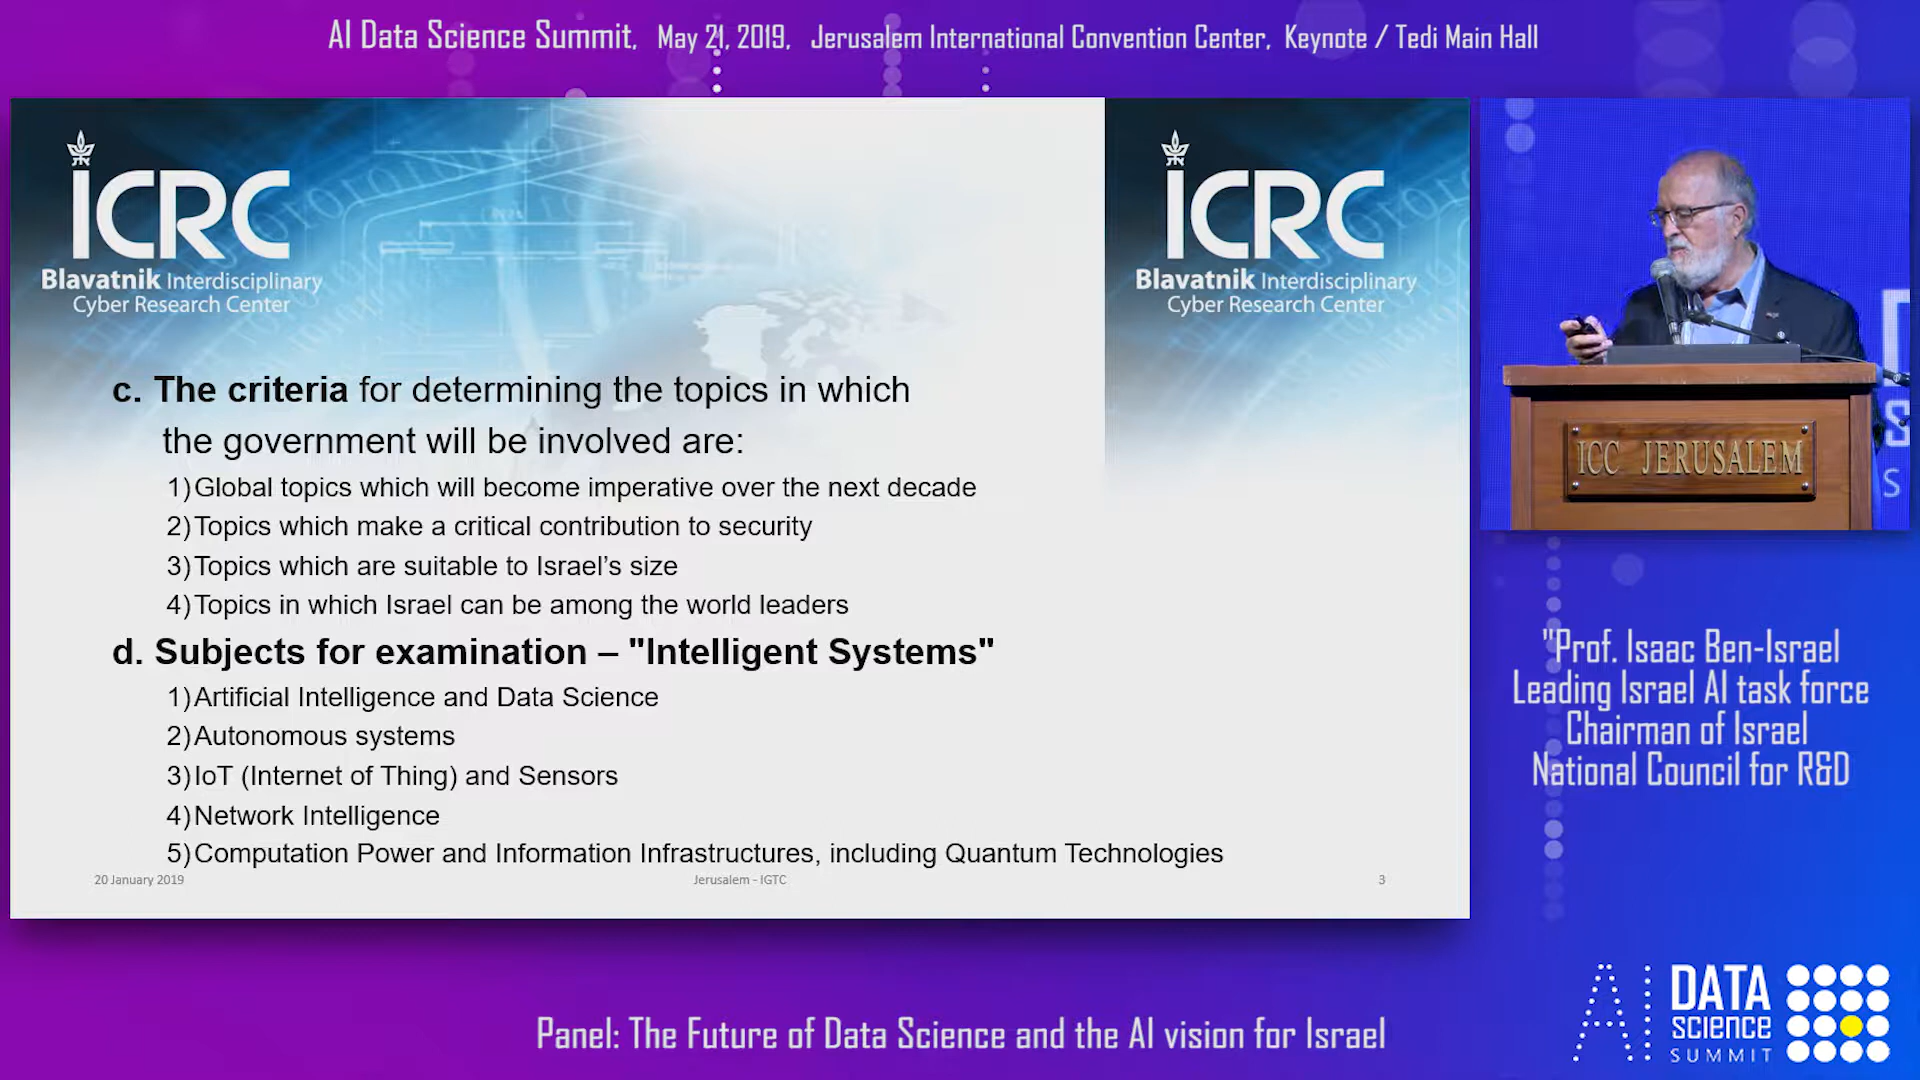 AI Data Science Summit, May 21, 2019, Jerusalem International Convention Center, Keynote / Tedi Main Hall
ICRC
Blavatnik Interdisciplinary
Cyber Research Center
ICRC
Blavatnik Interdisciplinary
Cyber Research Center
c. The criteria for determining the topics in which
the government will be involved are:
1) Global topics which will become imperative over the next decade
2) Topics which make a critical contribution to security
3) Topics which are suitable to Israel’s size
4) Topics in which Israel can be among the world leaders
d. Subjects for examination – "Intelligent Systems"
1) Artificial Intelligence and Data Science
2) Autonomous systems
3) IoT (Internet of Thing) and Sensors
4) Network Intelligence
5) Computation Power and Information Infrastructures, including Quantum Technologies
20 January 2019
Jerusalem - IGTC
3
ICC JERUSALEM
"Prof. Isaac Ben-Israel
Leading Israel AI task force
Chairman of Israel
National Council for R&D
Panel: The Future of Data Science and the AI vision for Israel
AI DATA
SCIENCE
SUMMIT